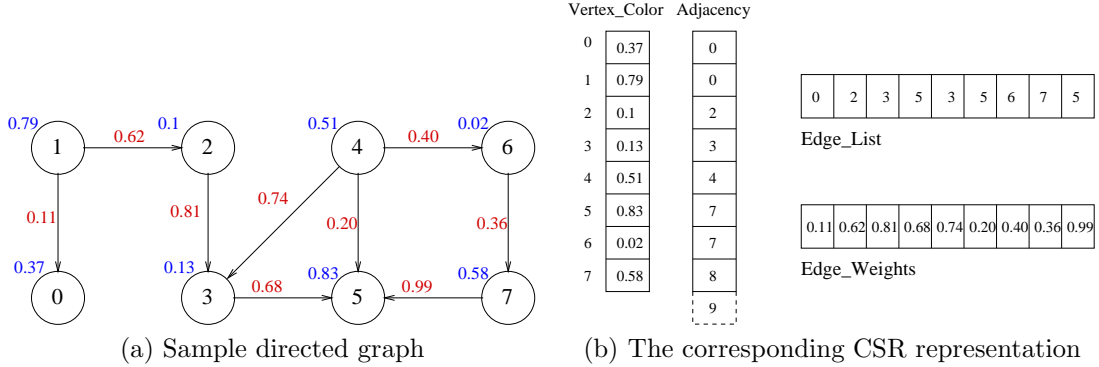 0.79
0.1
0.51
0.02
1
0.62
2
4
0.40
6
0.11
0.81
0.74
0.20
0.36
0.37
0.13
0.83
0.58
0
3
0.68
5
0.99
7
(a) Sample directed graph
Vertex_Color Adjacency
0 0.37 0
1 0.79 0
2 0.1 2
3 0.13 3
4 0.51 4
5 0.83 7
6 0.02 7
7 0.58 8
9
0 2 3 5 3 5 6 7 5
Edge_List
0.11 0.62 0.81 0.68 0.74 0.20 0.40 0.36 0.99
Edge_Weights
(b) The corresponding CSR representation